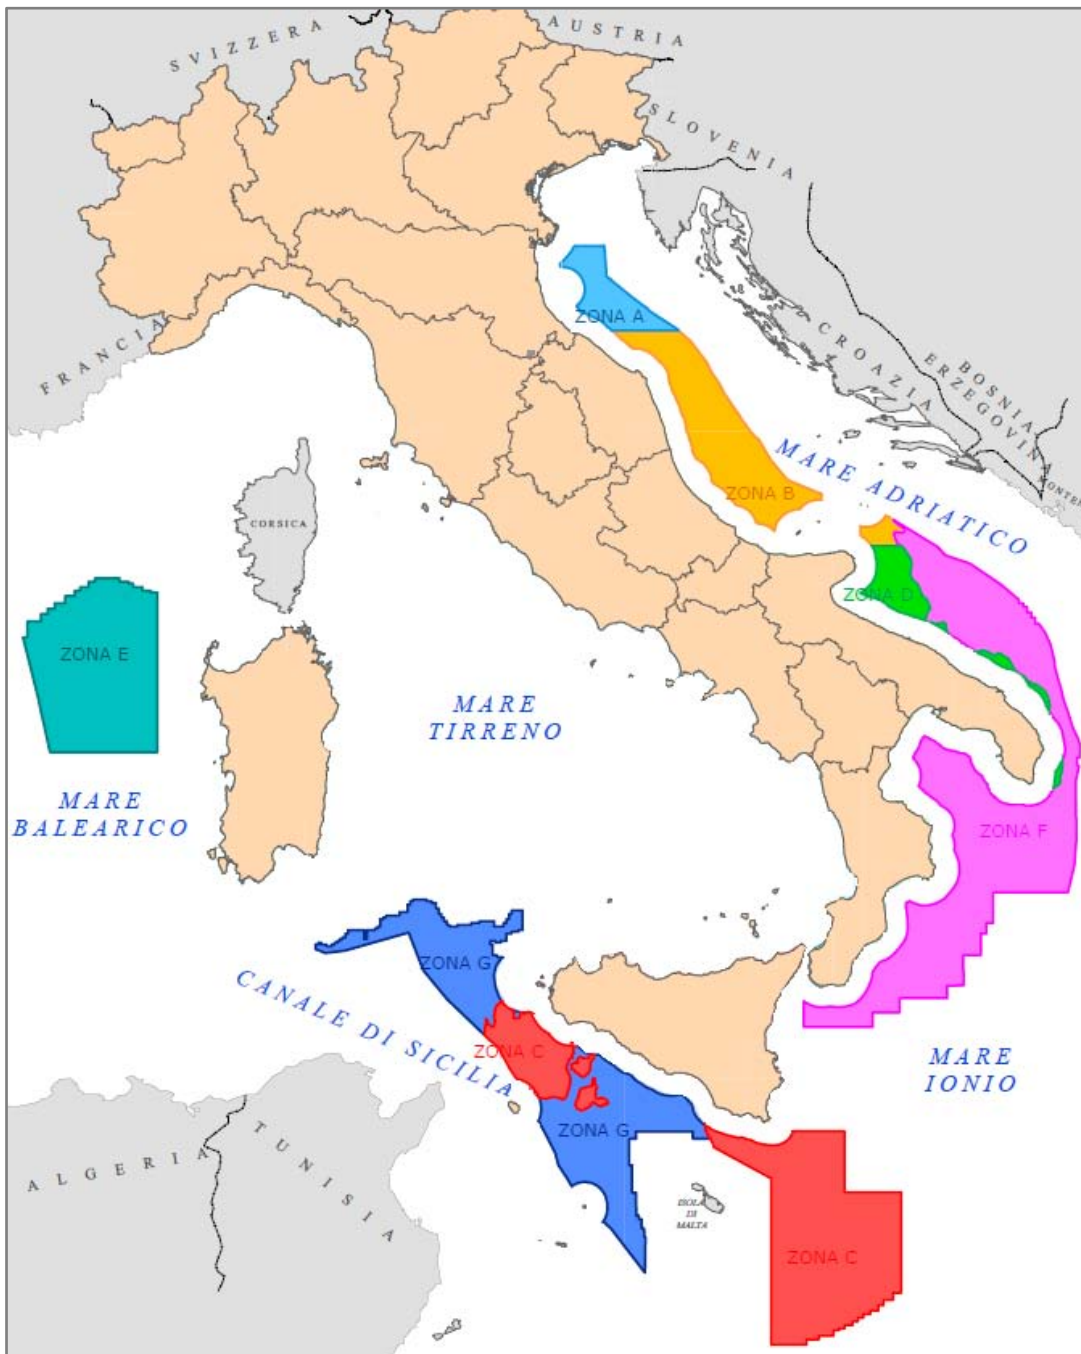 SVIZZERA
AUSTRIA
SLOVENIA
FRANCIA
CROAZIA
BOSNIA
ERZEGOVINA
ZONA A
ZONA B
MARE ADRIATICO
CORSICA
ZONA D
ZONA E
MARE
TIRRENO
MARE
BALEARICO
ZONA F
ZONA G
CANALE DI SICILIA
ZONA C
MARE
IONIO
ZONA G
ALGERIA
TUNISIA
ISOLA
DI
MALTA
ZONA C